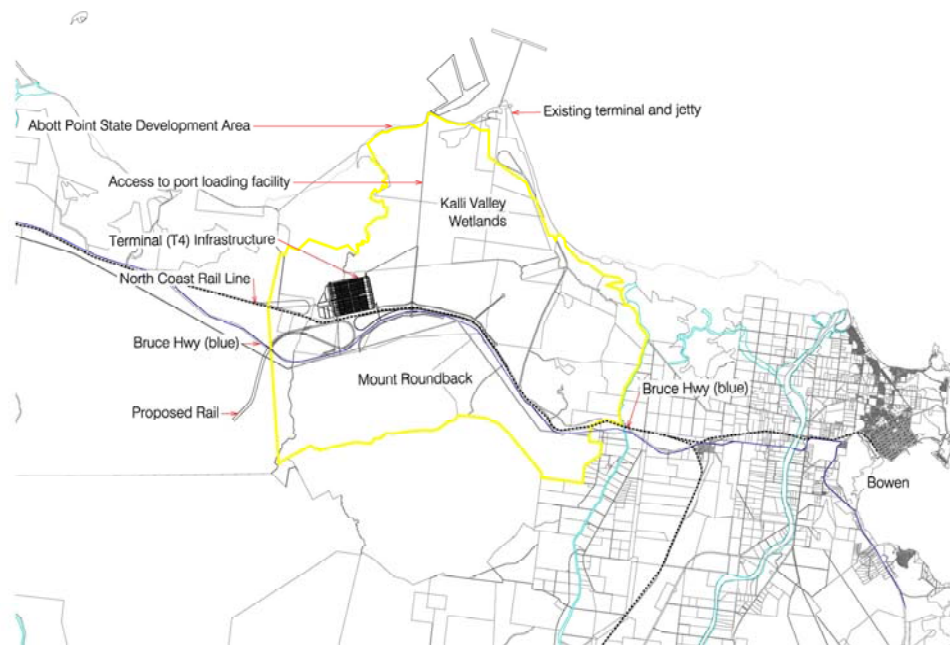 Existing terminal and jetty
Abott Point State Development Area
Access to port loading facility
Kalli Valley
Wetlands
Terminal (T4) Infrastructure
North Coast Rail Line
Bruce Hwy (blue)
Mount Roundback
Bruce Hwy (blue)
Proposed Rail
Bowen